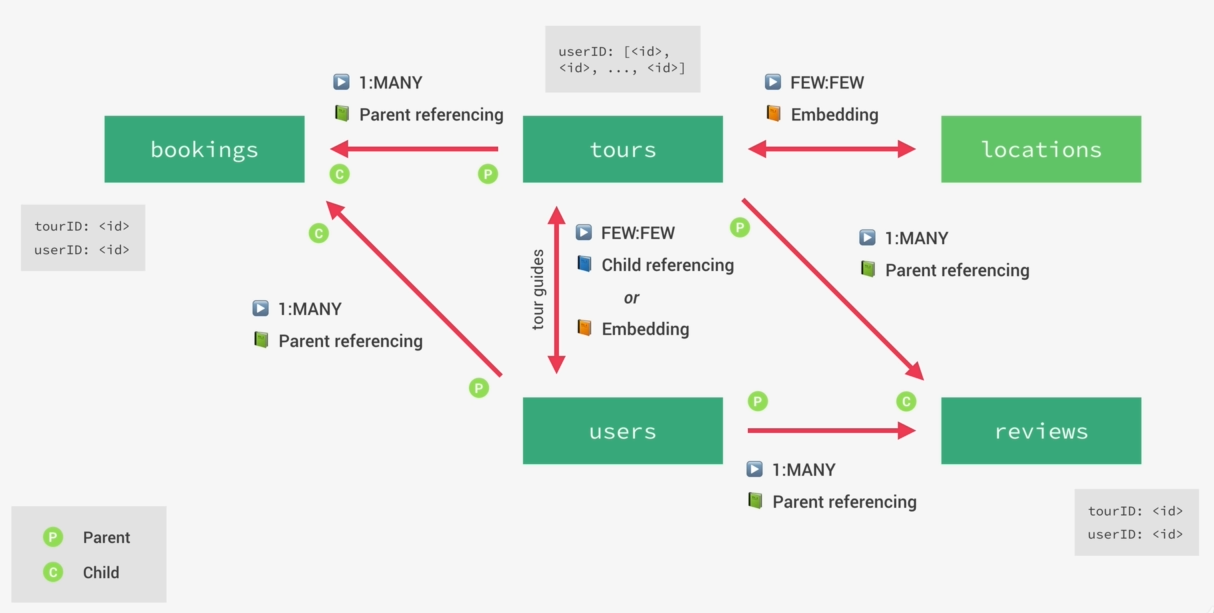 userID: [<id>,
<id>, ..., <id>]
1:MANY
Parent referencing
FEW:FEW
Embedding
bookings
tours
locations
C
P
tourID: <id>
userID: <id>
C
tour guides
FEW:FEW
Child referencing
or
Embedding
P
1:MANY
Parent referencing
1:MANY
Parent referencing
P
users
P
C
reviews
1:MANY
Parent referencing
tourID: <id>
userID: <id>
P Parent
C Child